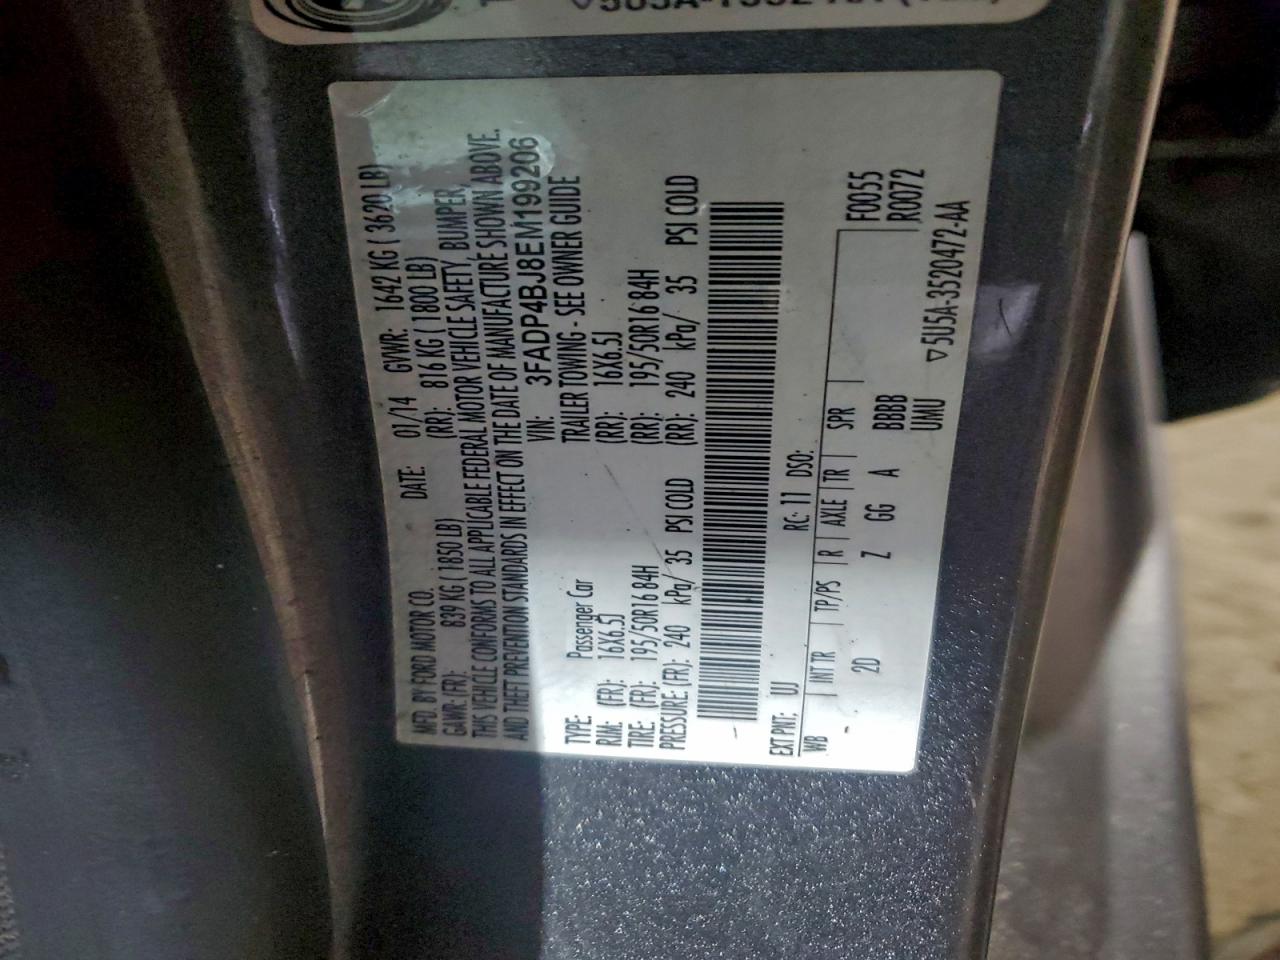 MFD. BY FORD MOTOR CO. DATE: 01/14 GVWR: 1642 KG ( 3620 LB)
GAWR: (FR): 839 KG ( 1850 LB) (RR): 816 KG ( 1800 LB)
THIS VEHICLE CONFORMS TO ALL APPLICABLE FEDERAL MOTOR VEHICLE SAFETY, BUMPER,
AND THEFT PREVENTION STANDARDS IN EFFECT ON THE DATE OF MANUFACTURE SHOWN ABOVE.
VIN: 3FADP4BJ8EM199206
TYPE: Passenger Car TRAILER TOWING - SEE OWNER GUIDE
RIM: (FR): 16X6.5J (RR): 16X6.5J
TIRE: (FR): 195/50R16 84H (RR): 195/50R16 84H
PRESSURE: (FR): 240 kPa/ 35 PSI COLD (RR): 240 kPa/ 35 PSI COLD
EXT PNT: UJ RC: 11 DSO:
WB INT TR TP/PS R AXLE TR SPR F0055
- 2D Z GG A BBBB R0072
UMU
▽5U5A-3520472-AA